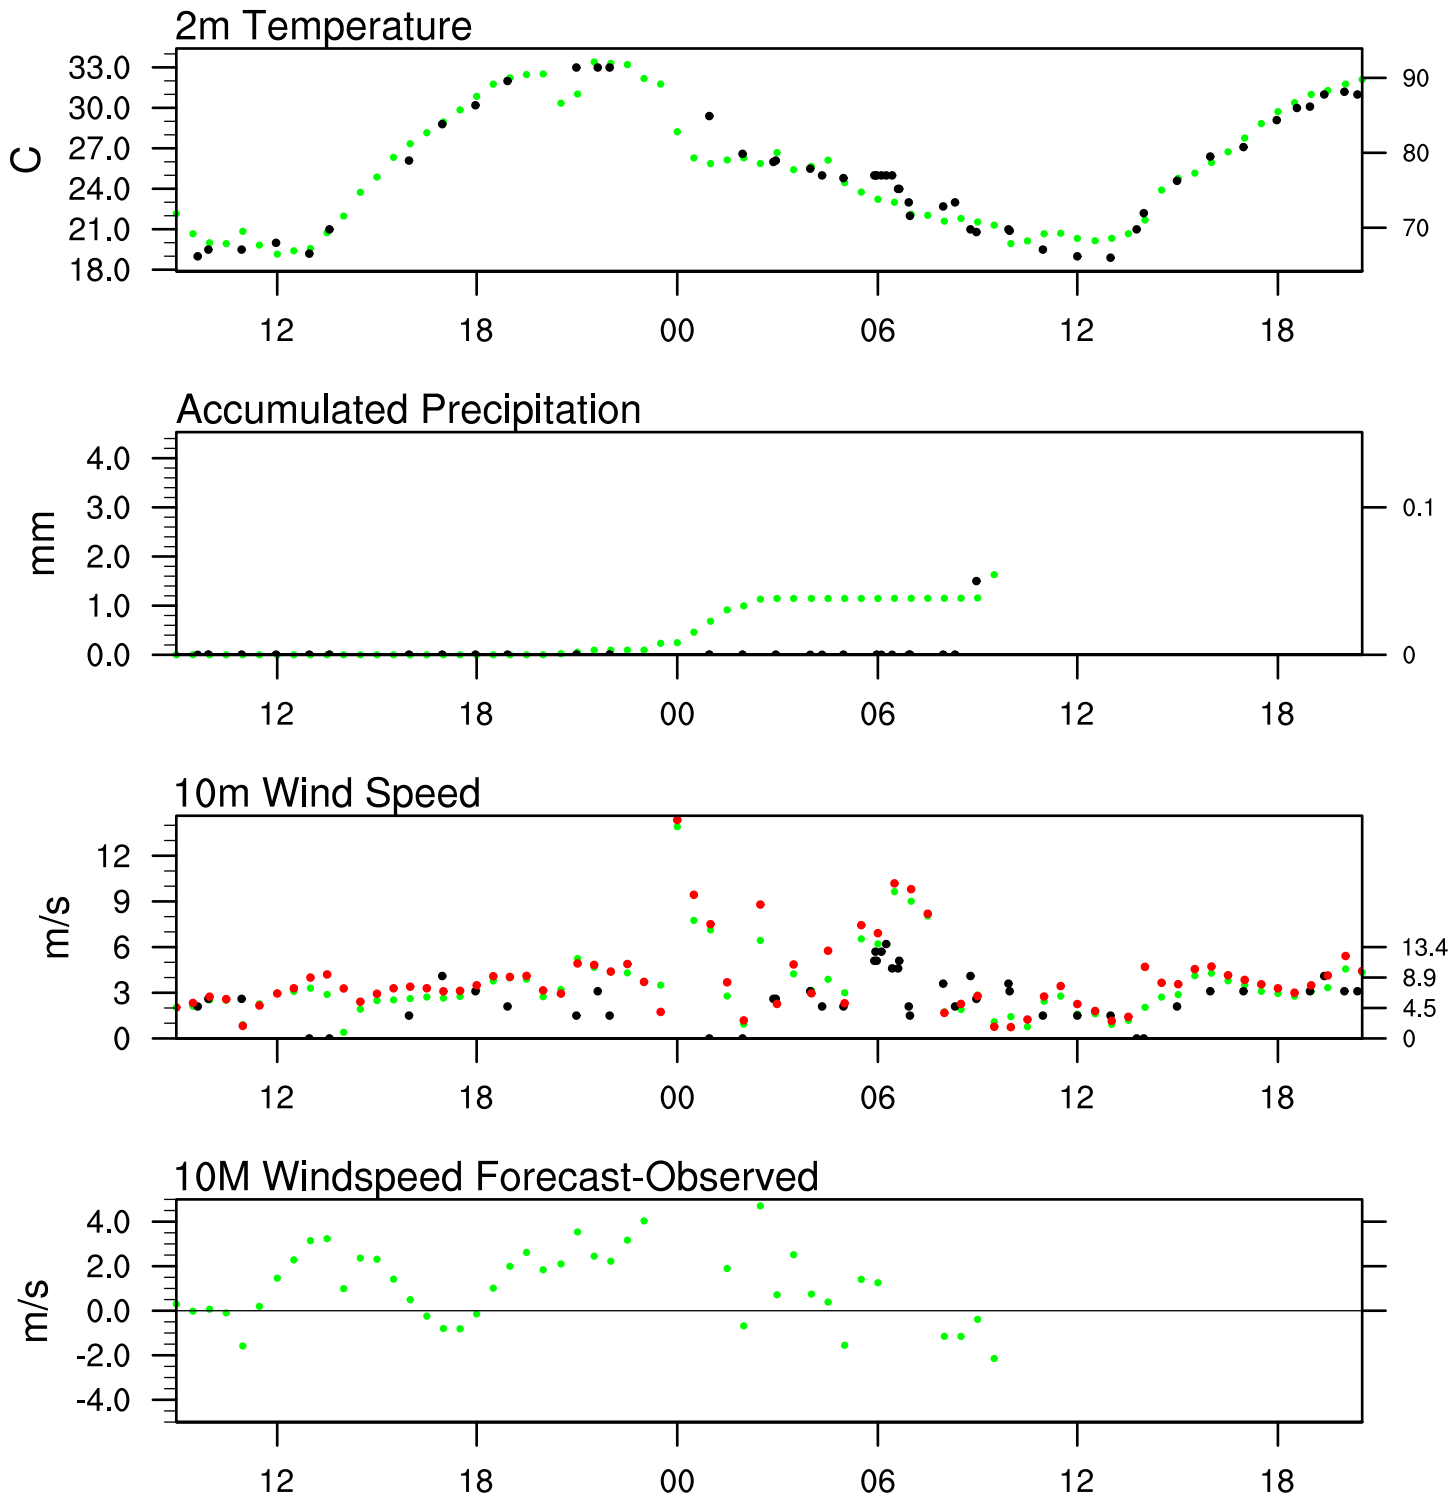 2m Temperature
33.0
30.0
27.0
24.0
21.0
18.0
C
90
80
70
12 18 00 06 12 18
Accumulated Precipitation
4.0
3.0
2.0
1.0
0.0
mm
0.1
0
12 18 00 06 12 18
10m Wind Speed
12
9
6
3
0
m/s
13.4
8.9
4.5
0
12 18 00 06 12 18
10M Windspeed Forecast-Observed
4.0
2.0
0.0
-2.0
-4.0
m/s
12 18 00 06 12 18